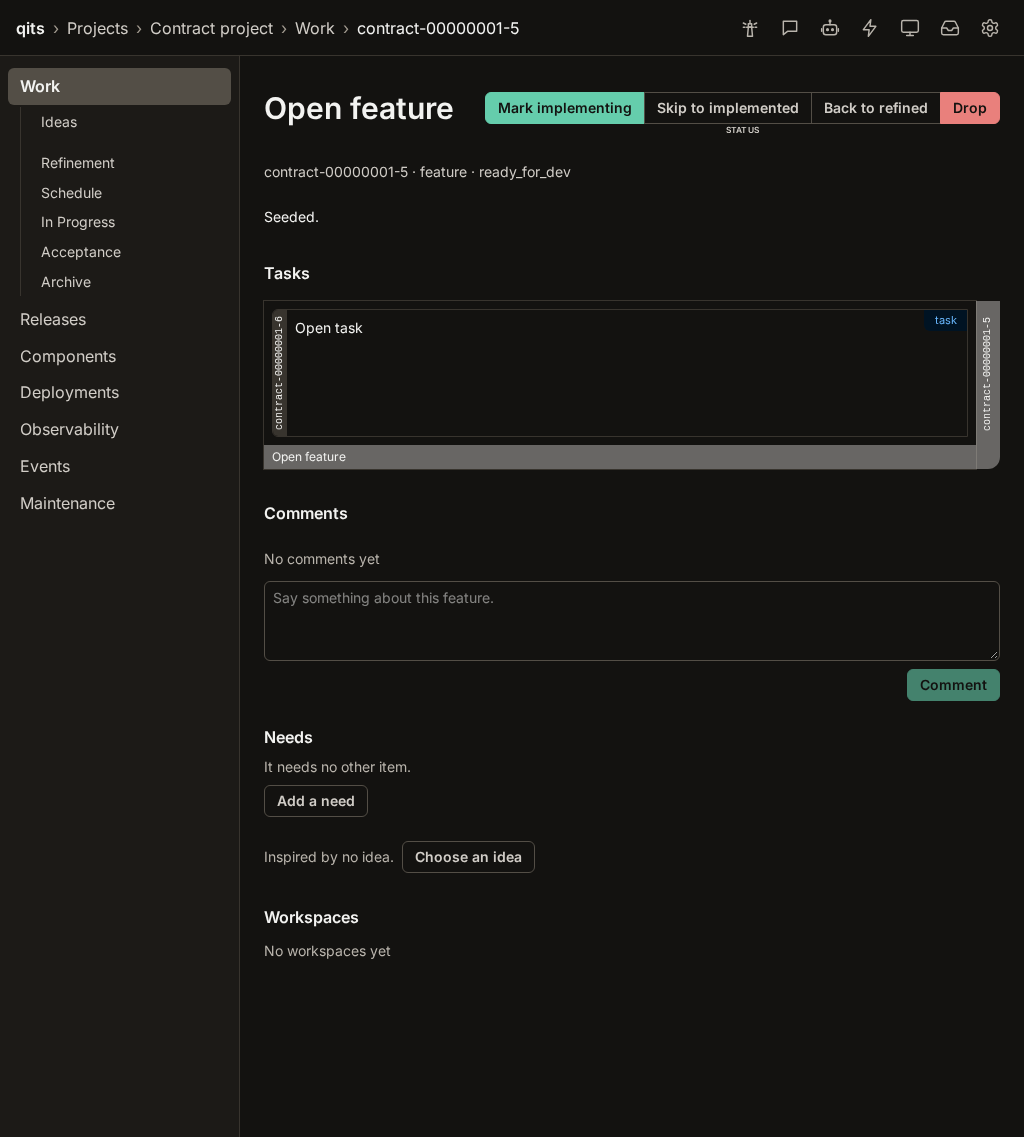 qits › Projects › Contract project › Work › contract-00000001-5
Work
Ideas
Refinement
Schedule
In Progress
Acceptance
Archive
Releases
Components
Deployments
Observability
Events
Maintenance
Open feature
Mark implementing
Skip to implemented
Back to refined
Drop
STATUS
contract-00000001-5 · feature · ready_for_dev
Seeded.
Tasks
contract-00000001-6
Open task
task
contract-00000001-5
Open feature
Comments
No comments yet
Say something about this feature.
Comment
Needs
It needs no other item.
Add a need
Inspired by no idea.
Choose an idea
Workspaces
No workspaces yet